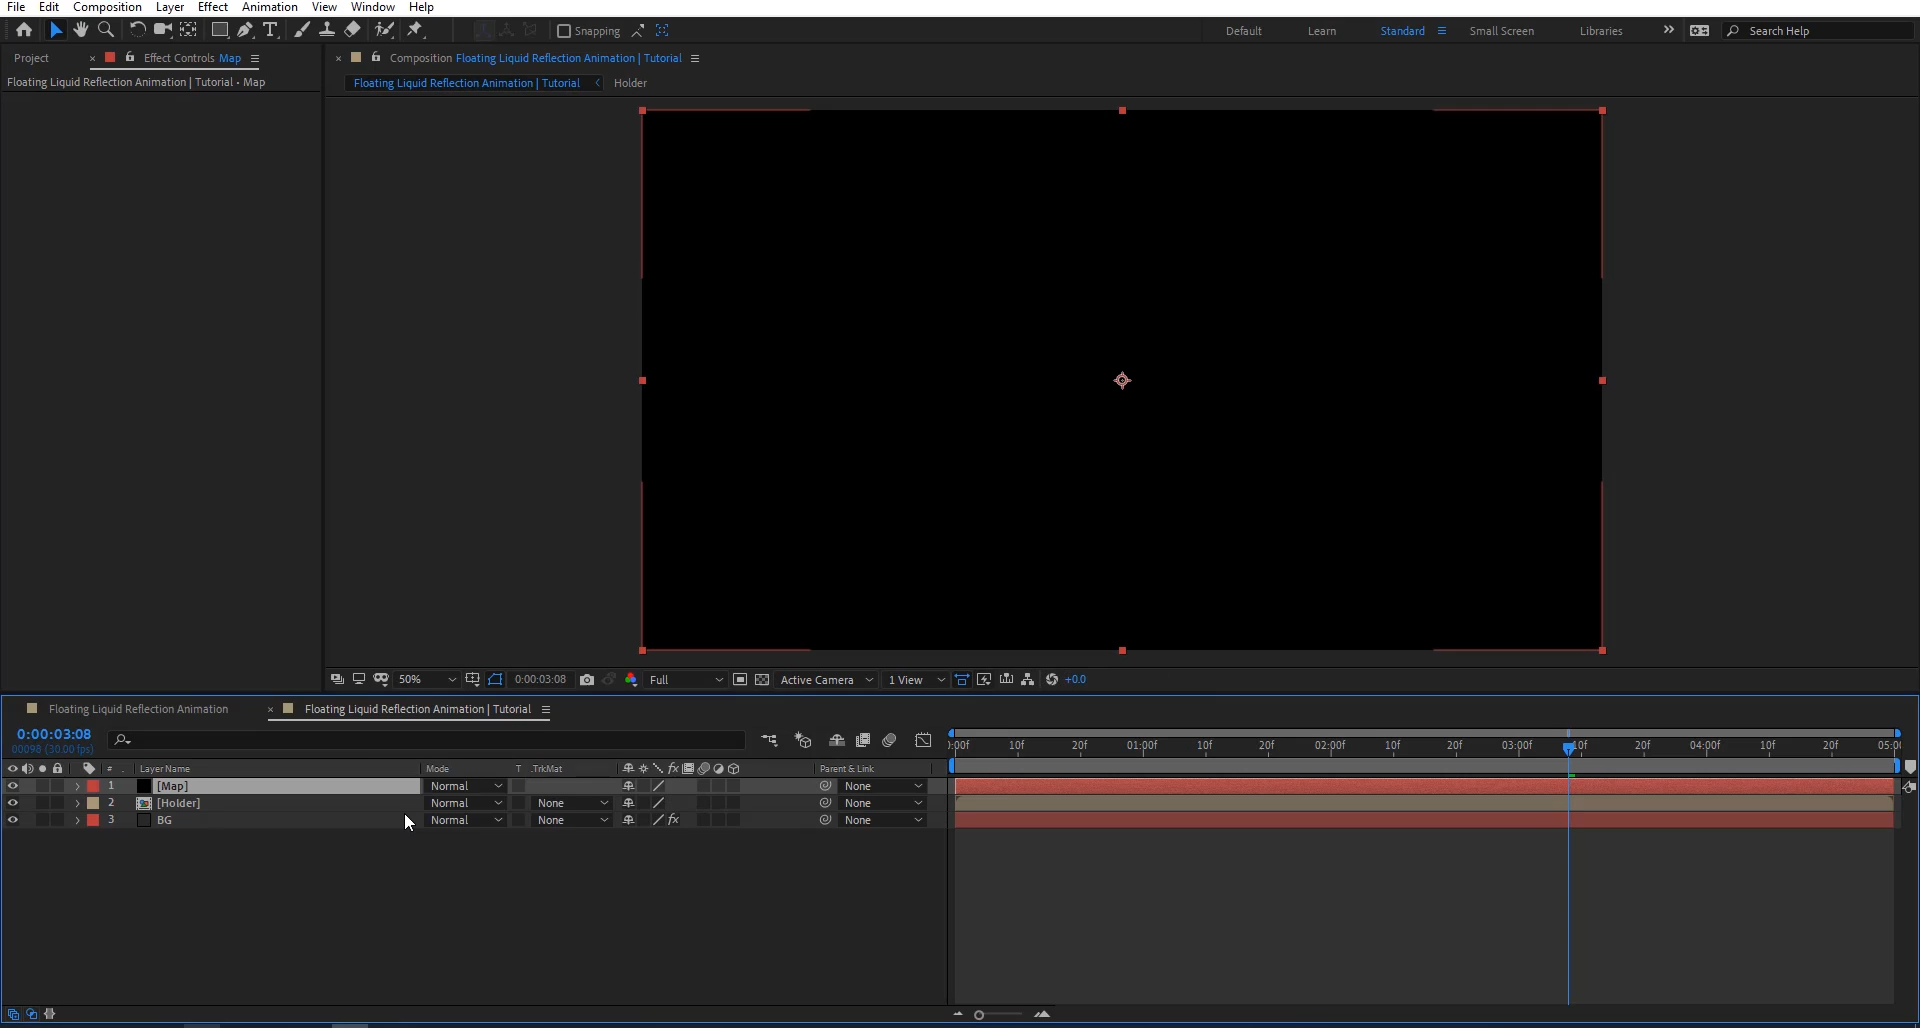 File Edit Composition Layer Effect Animation View Window Help
Snapping Default Learn Standard Small Screen Libraries Search Help
Project Effect Controls Map Composition Floating Liquid Reflection Animation | Tutorial
Floating Liquid Reflection Animation | Tutorial - Map Floating Liquid Reflection Animation | Tutorial Holder
50% 0:00:03:08 Full Active Camera 1 View +0.0
Floating Liquid Reflection Animation Floating Liquid Reflection Animation | Tutorial
0:00:03:08
00098 (30.00 fps)
:00f 10f 20f 01:00f 10f 20f 02:00f 10f 20f 03:00f 10f 20f 04:00f 10f 20f 05:0
# Layer Name Mode T .TrkMat fx Parent & Link
1 [Map] Normal None
2 [Holder] Normal None None
3 BG Normal None fx None